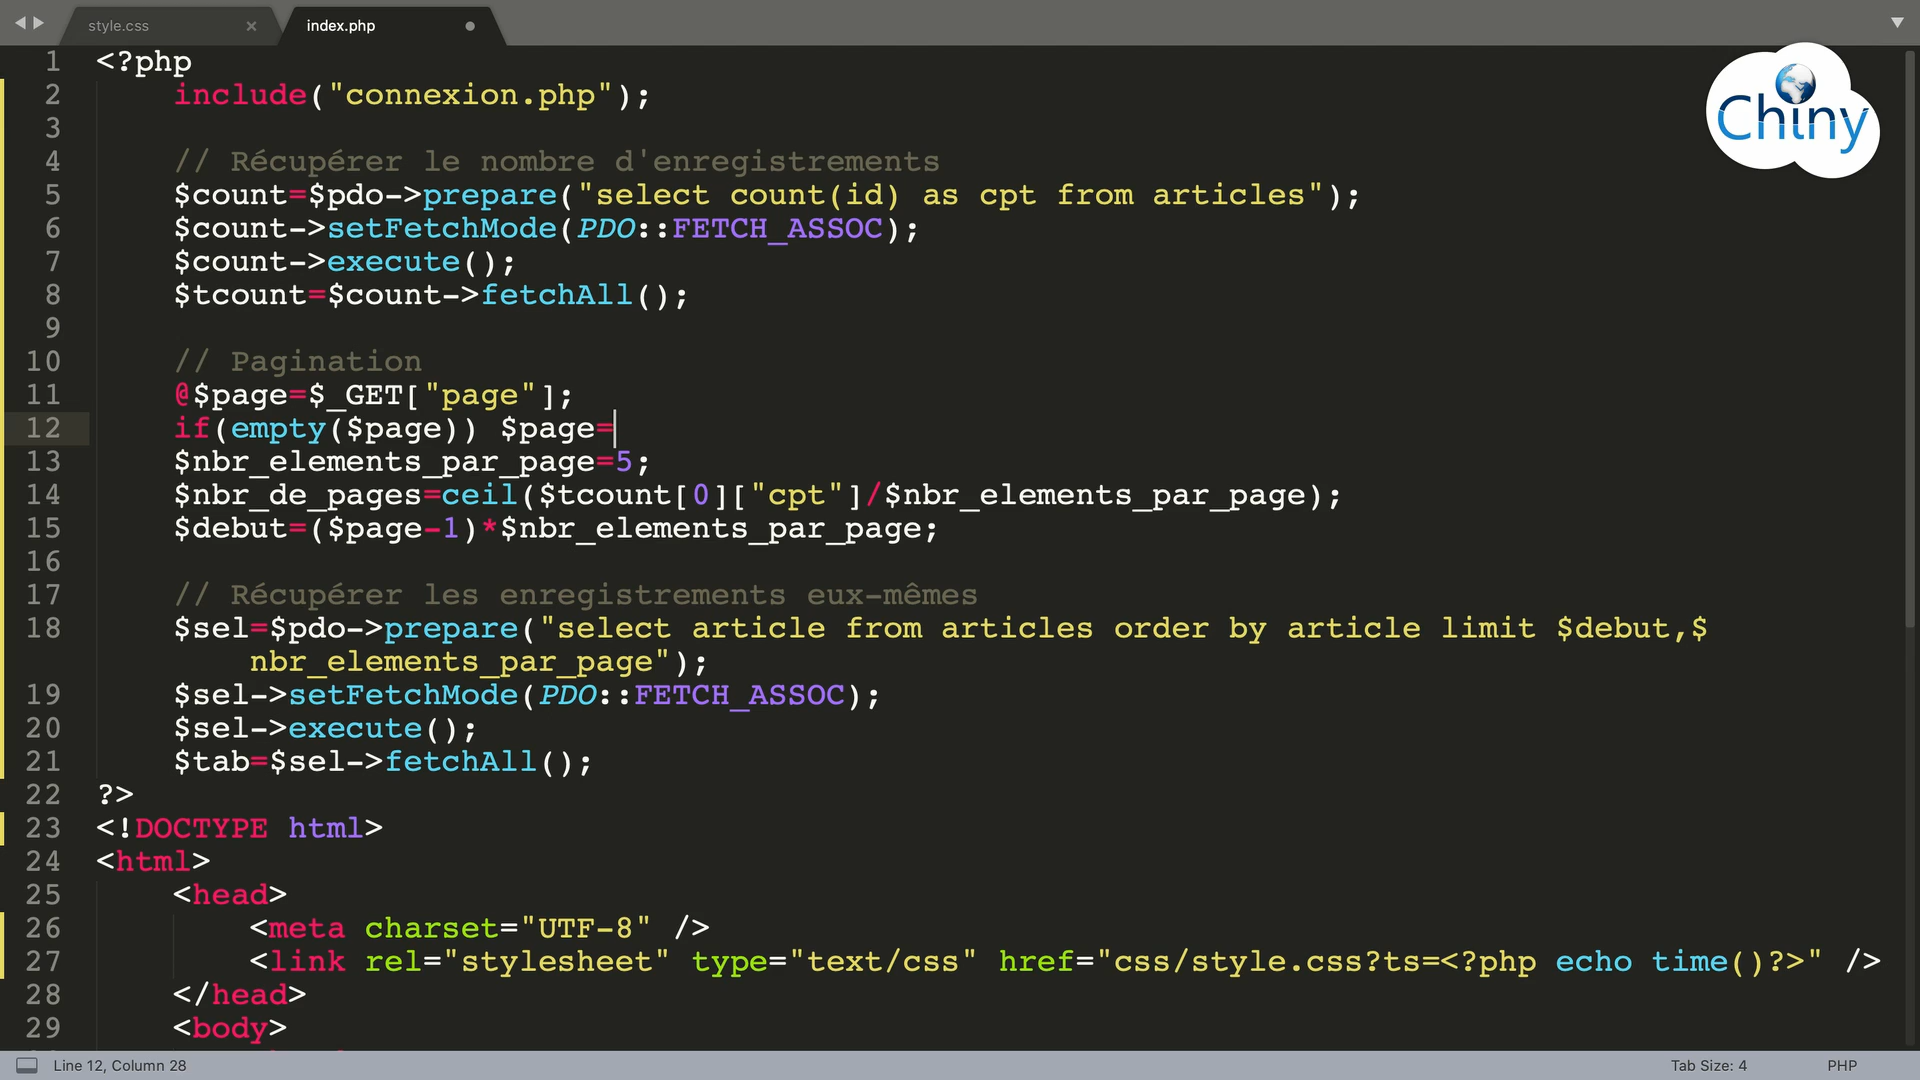 style.css × index.php
Chiny
1 <?php
2 include("connexion.php");
3
4 // Récupérer le nombre d'enregistrements
5 $count=$pdo->prepare("select count(id) as cpt from articles");
6 $count->setFetchMode(PDO::FETCH_ASSOC);
7 $count->execute();
8 $tcount=$count->fetchAll();
9
10 // Pagination
11 @$page=$_GET["page"];
12 if(empty($page)) $page=
13 $nbr_elements_par_page=5;
14 $nbr_de_pages=ceil($tcount[0]["cpt"]/$nbr_elements_par_page);
15 $debut=($page-1)*$nbr_elements_par_page;
16
17 // Récupérer les enregistrements eux-mêmes
18 $sel=$pdo->prepare("select article from articles order by article limit $debut,$
nbr_elements_par_page");
19 $sel->setFetchMode(PDO::FETCH_ASSOC);
20 $sel->execute();
21 $tab=$sel->fetchAll();
22 ?>
23 <!DOCTYPE html>
24 <html>
25 <head>
26 <meta charset="UTF-8" />
27 <link rel="stylesheet" type="text/css" href="css/style.css?ts=<?php echo time()?>" />
28 </head>
29 <body>
Line 12, Column 28 Tab Size: 4 PHP